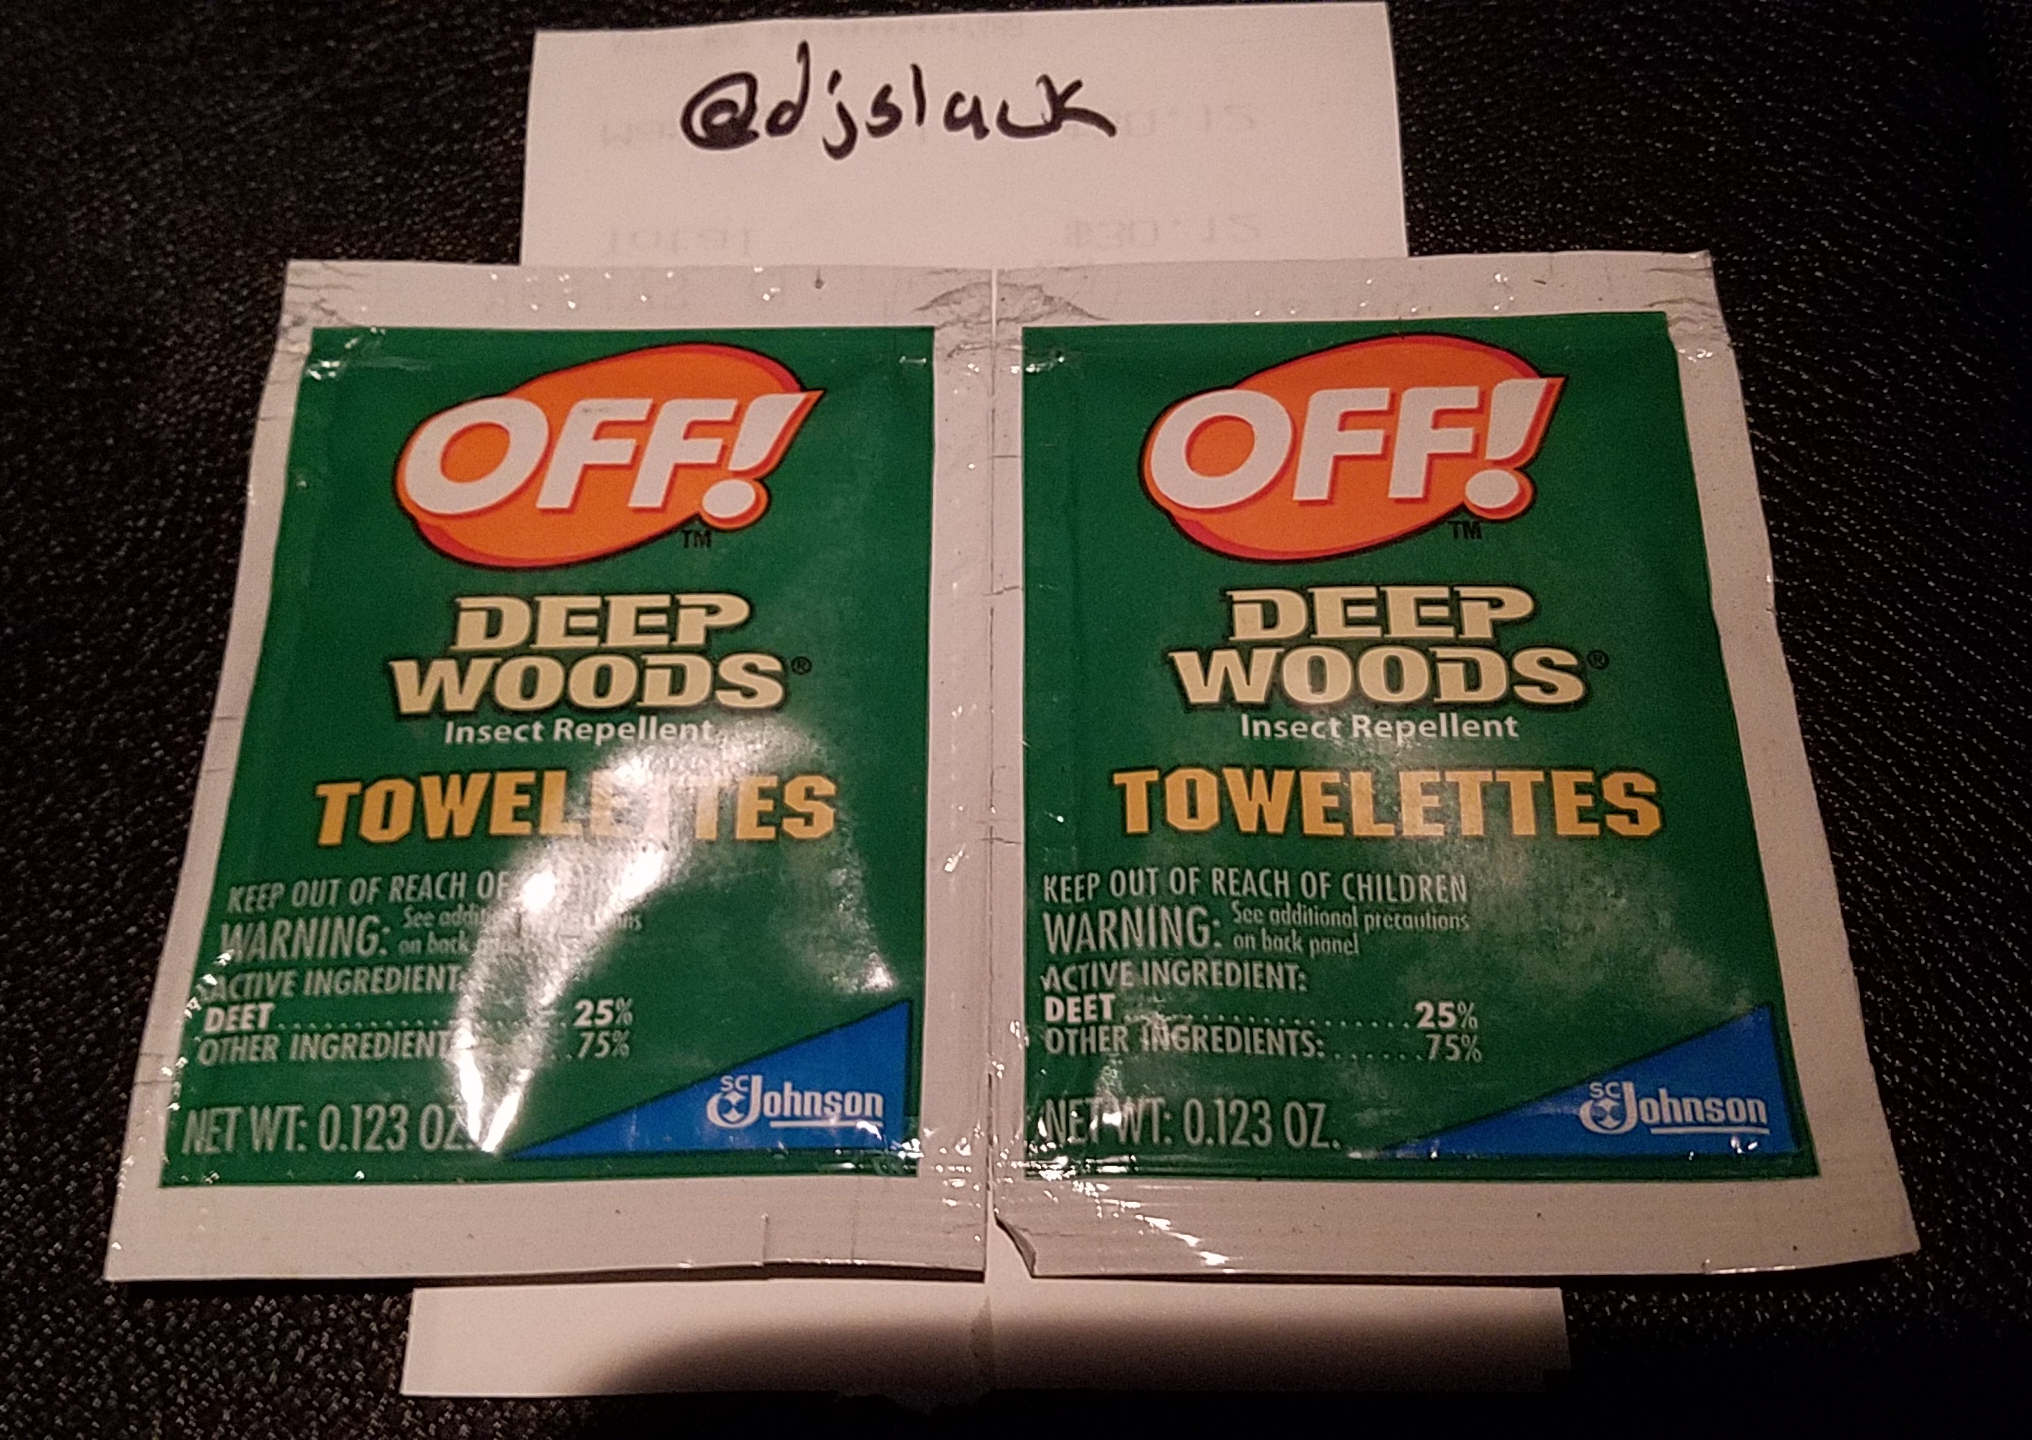 @djslack
OFF!
TM
DEEP
WOODS®
Insect Repellent
TOWELETTES
KEEP OUT OF REACH OF
WARNING: See
on back
ACTIVE INGREDIENT:
DEET.......................25%
OTHER INGREDIENT ..75%
NET WT: 0.123 OZ.
SC Johnson
OFF!
TM
DEEP
WOODS®
Insect Repellent
TOWELETTES
KEEP OUT OF REACH OF CHILDREN
WARNING: See additional precautions
on back panel
ACTIVE INGREDIENT:
DEET.......................25%
OTHER INGREDIENTS:......75%
NET WT: 0.123 OZ.
SC Johnson